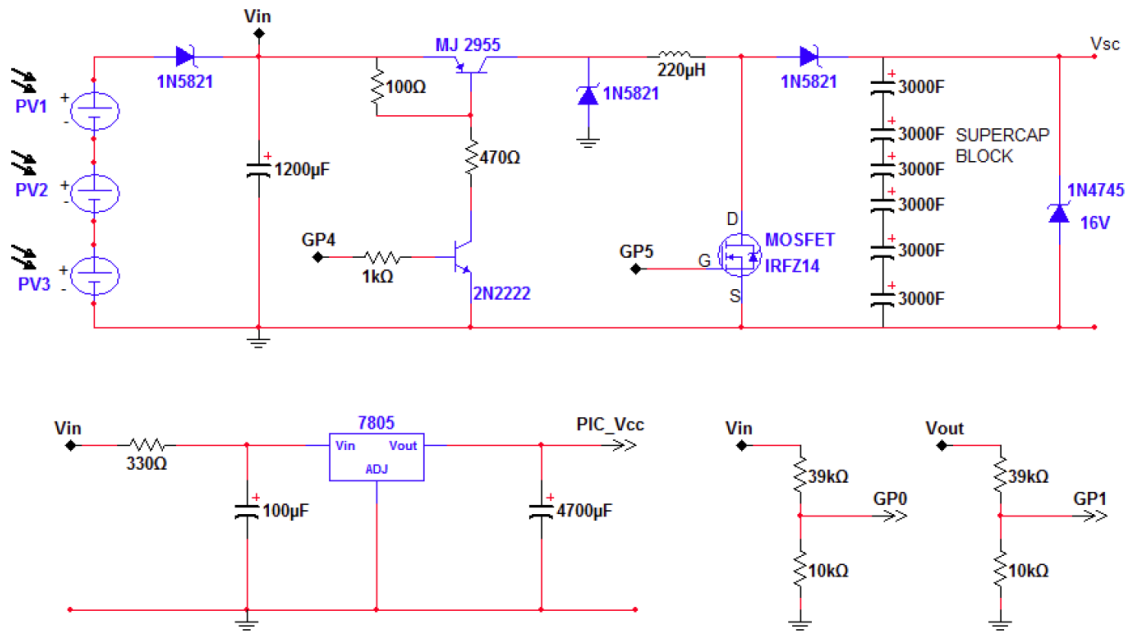 Vin
MJ 2955
Vsc
1N5821
220µH
1N5821
PV1
+
-
100Ω
1N5821
+
3000F
+
3000F
SUPERCAP
BLOCK
+
1200µF
470Ω
+
3000F
PV2
+
-
+
3000F
1N4745
16V
GP4
1kΩ
GP5
D
G
S
MOSFET
IRFZ14
+
3000F
PV3
+
-
2N2222
+
3000F
Vin
330Ω
7805
Vin
Vout
ADJ
PIC_Vcc
+
100µF
+
4700µF
Vin
39kΩ
GP0
10kΩ
Vout
39kΩ
GP1
10kΩ